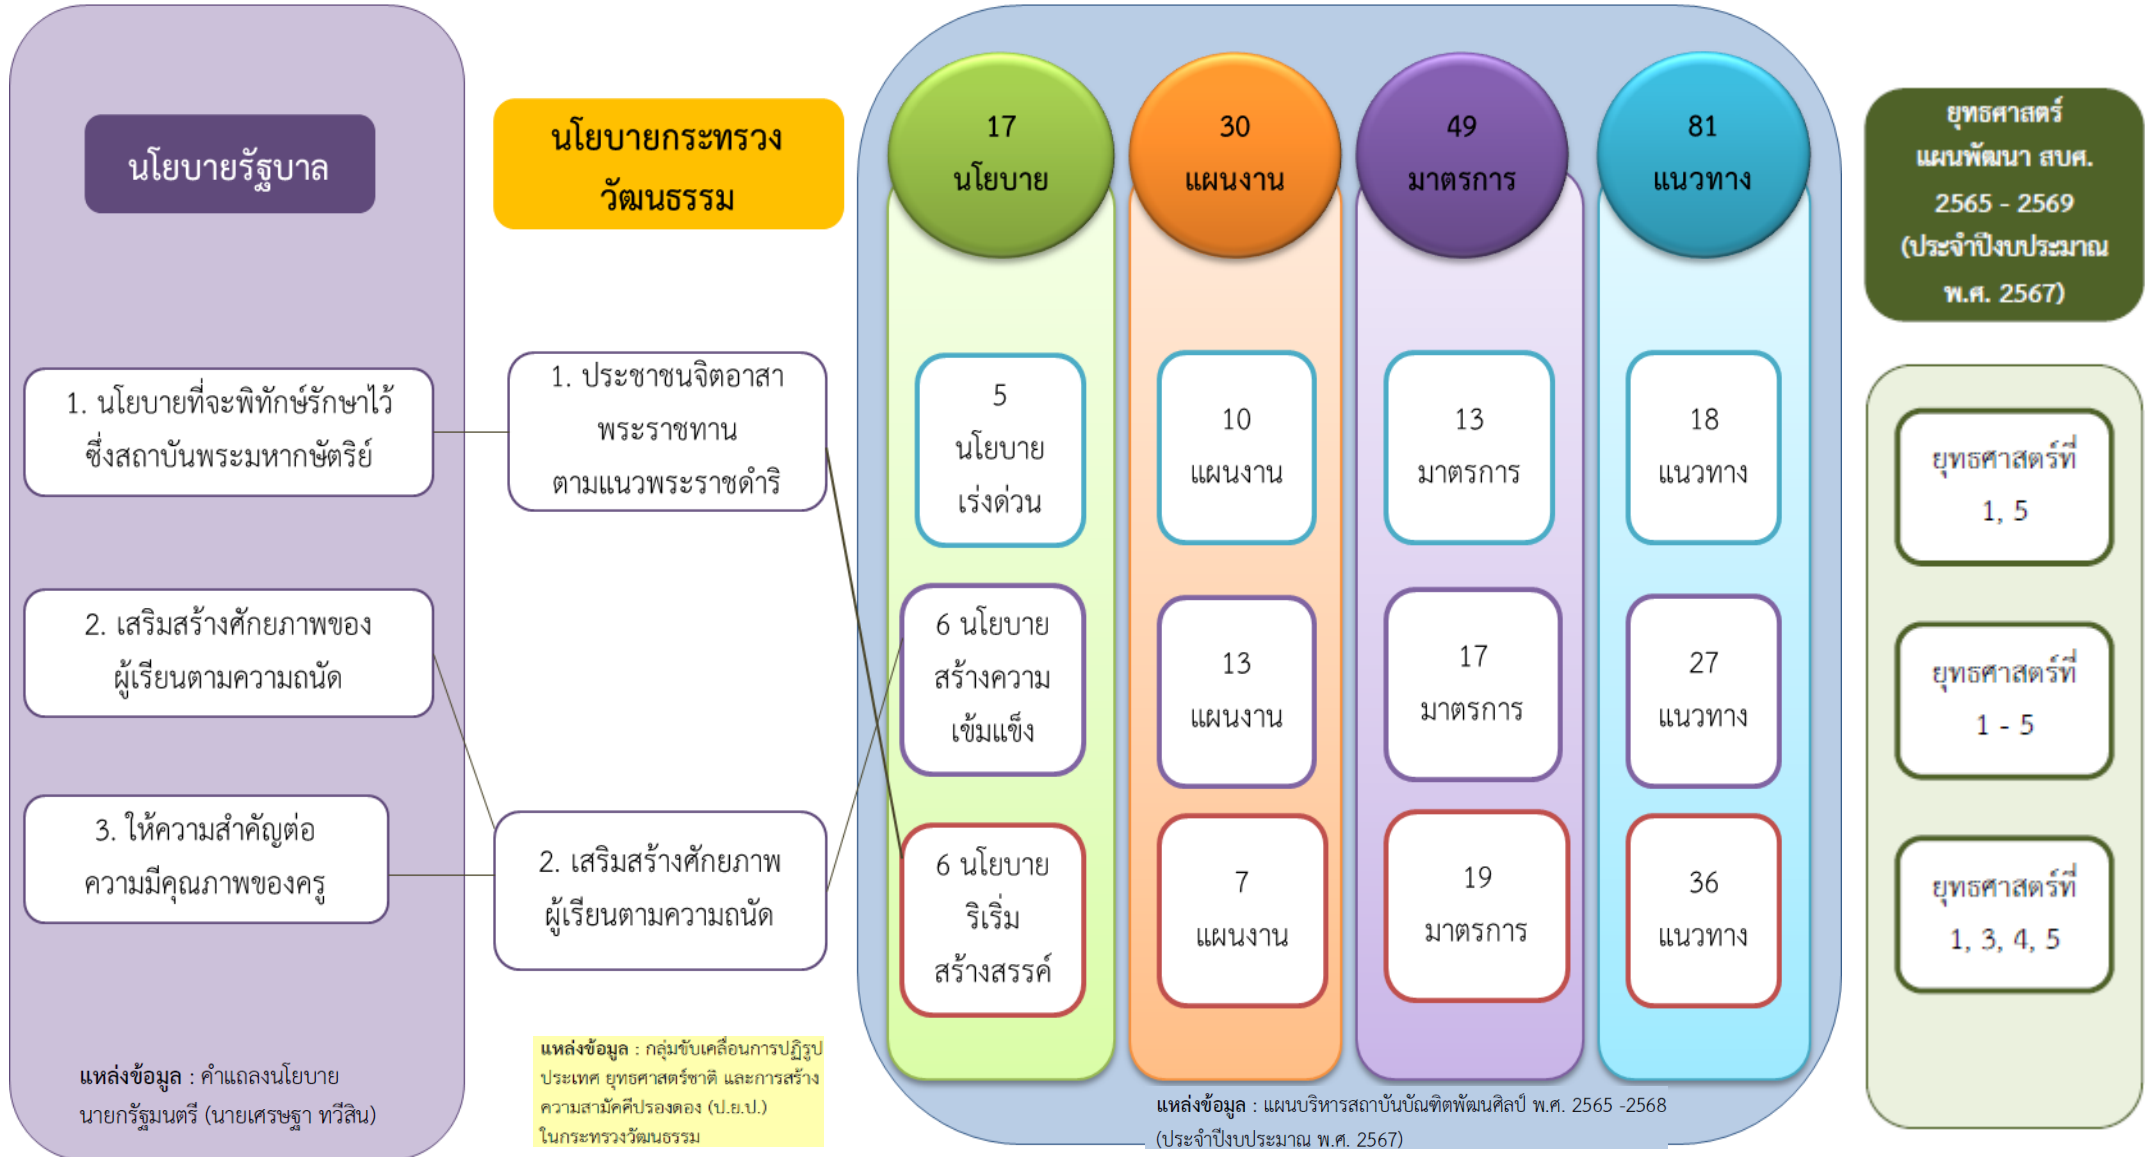 นโยบายรัฐบาล
1. นโยบายที่จะพิทักษ์รักษาไว้
ซึ่งสถาบันพระมหากษัตริย์
2. เสริมสร้างศักยภาพของ
ผู้เรียนตามความถนัด
3. ให้ความสำคัญต่อ
ความมีคุณภาพของครู
แหล่งข้อมูล : คำแถลงนโยบาย
นายกรัฐมนตรี (นายเศรษฐา ทวีสิน)
นโยบายกระทรวง
วัฒนธรรม
1. ประชาชนจิตอาสา
พระราชทาน
ตามแนวพระราชดำริ
2. เสริมสร้างศักยภาพ
ผู้เรียนตามความถนัด
แหล่งข้อมูล : กลุ่มขับเคลื่อนการปฏิรูป
ประเทศ ยุทธศาสตร์ชาติ และการสร้าง
ความสามัคคีปรองดอง (ป.ย.ป.)
ในกระทรวงวัฒนธรรม
17
นโยบาย
5
นโยบาย
เร่งด่วน
6 นโยบาย
สร้างความ
เข้มแข็ง
6 นโยบาย
ริเริ่ม
สร้างสรรค์
30
แผนงาน
10
แผนงาน
13
แผนงาน
7
แผนงาน
49
มาตรการ
13
มาตรการ
17
มาตรการ
19
มาตรการ
81
แนวทาง
18
แนวทาง
27
แนวทาง
36
แนวทาง
แหล่งข้อมูล : แผนบริหารสถาบันบัณฑิตพัฒนศิลป์ พ.ศ. 2565 -2568
(ประจำปีงบประมาณ พ.ศ. 2567)
ยุทธศาสตร์
แผนพัฒนา สบศ.
2565 - 2569
(ประจำปีงบประมาณ
พ.ศ. 2567)
ยุทธศาสตร์ที่
1, 5
ยุทธศาสตร์ที่
1 - 5
ยุทธศาสตร์ที่
1, 3, 4, 5